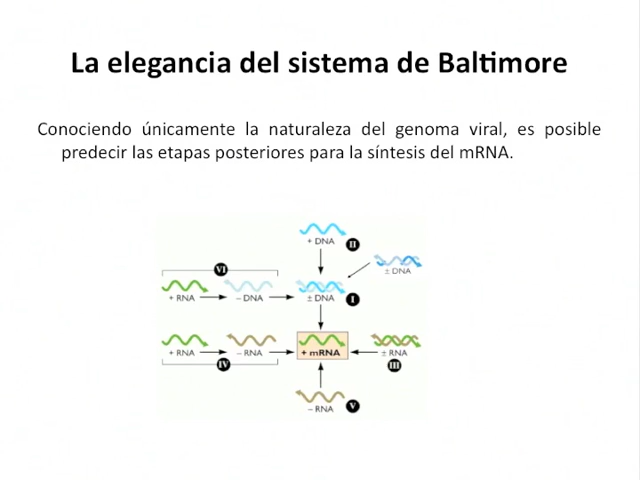 La elegancia del sistema de Baltimore
Conociendo únicamente la naturaleza del genoma viral, es posible
predecir las etapas posteriores para la síntesis del mRNA.
+ DNA
II
± DNA
VI
+ RNA
– DNA
± DNA
I
+ RNA
– RNA
+ mRNA
± RNA
IV
III
– RNA
V